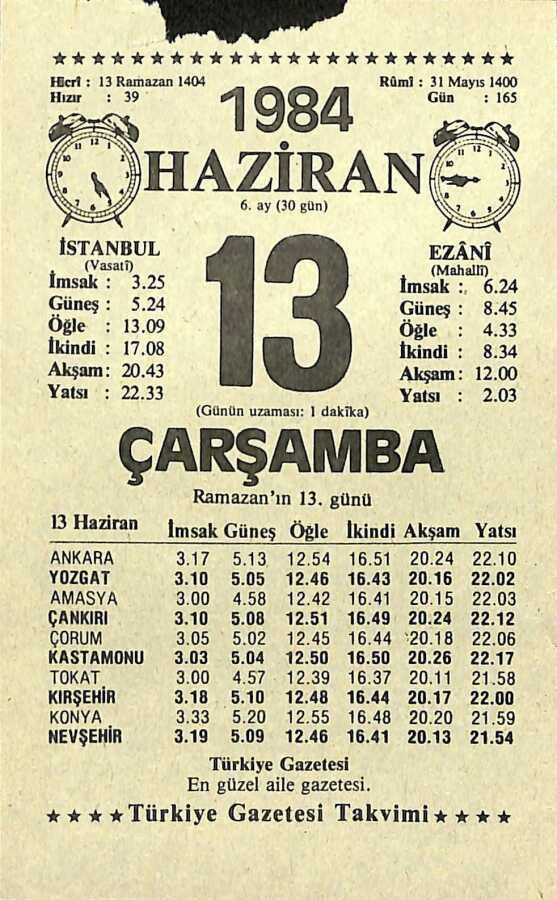 ★★★★★★★★★★★★★★★★★★★★★★★★
Hicrî : 13 Ramazan 1404
Hızır : 39
Rûmî : 31 Mayıs 1400
Gün : 165
1984
HAZİRAN
6. ay (30 gün)
İSTANBUL
(Vasatî)
İmsak : 3.25
Güneş : 5.24
Öğle : 13.09
İkindi : 17.08
Akşam: 20.43
Yatsı : 22.33
13
EZÂNÎ
(Mahallî)
İmsak : 6.24
Güneş : 8.45
Öğle : 4.33
İkindi : 8.34
Akşam: 12.00
Yatsı : 2.03
(Günün uzaması: 1 dakîka)
ÇARŞAMBA
Ramazan'ın 13. günü
13 Haziran İmsak Güneş Öğle İkindi Akşam Yatsı
ANKARA 3.17 5.13 12.54 16.51 20.24 22.10
YOZGAT 3.10 5.05 12.46 16.43 20.16 22.02
AMASYA 3.00 4.58 12.42 16.41 20.15 22.03
ÇANKIRI 3.10 5.08 12.51 16.49 20.24 22.12
ÇORUM 3.05 5.02 12.45 16.44 20.18 22.06
KASTAMONU 3.03 5.04 12.50 16.50 20.26 22.17
TOKAT 3.00 4.57 12.39 16.37 20.11 21.58
KIRŞEHİR 3.18 5.10 12.48 16.44 20.17 22.00
KONYA 3.33 5.20 12.55 16.48 20.20 21.59
NEVŞEHİR 3.19 5.09 12.46 16.41 20.13 21.54
Türkiye Gazetesi
En güzel aile gazetesi.
★★★★Türkiye Gazetesi Takvimi★★★★